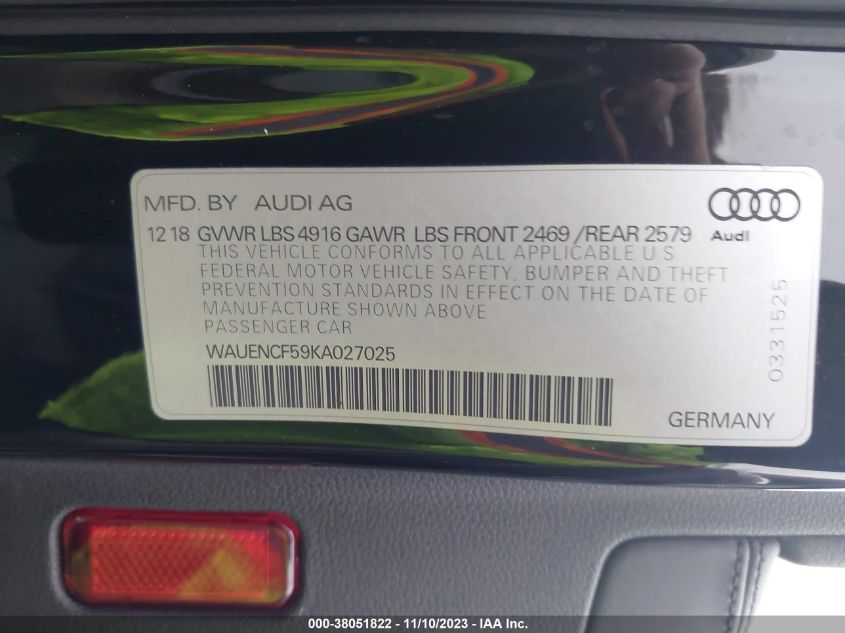 MFD. BY AUDI AG
12 18 GVWR LBS 4916 GAWR LBS FRONT 2469 /REAR 2579
Audi
THIS VEHICLE CONFORMS TO ALL APPLICABLE U S
FEDERAL MOTOR VEHICLE SAFETY. BUMPER AND THEFT
PREVENTION STANDARDS IN EFFECT ON THE DATE OF
MANUFACTURE SHOWN ABOVE
PASSENGER CAR
WAUENCF59KA027025
0331525
GERMANY
000-38051822 - 11/10/2023 - IAA Inc.